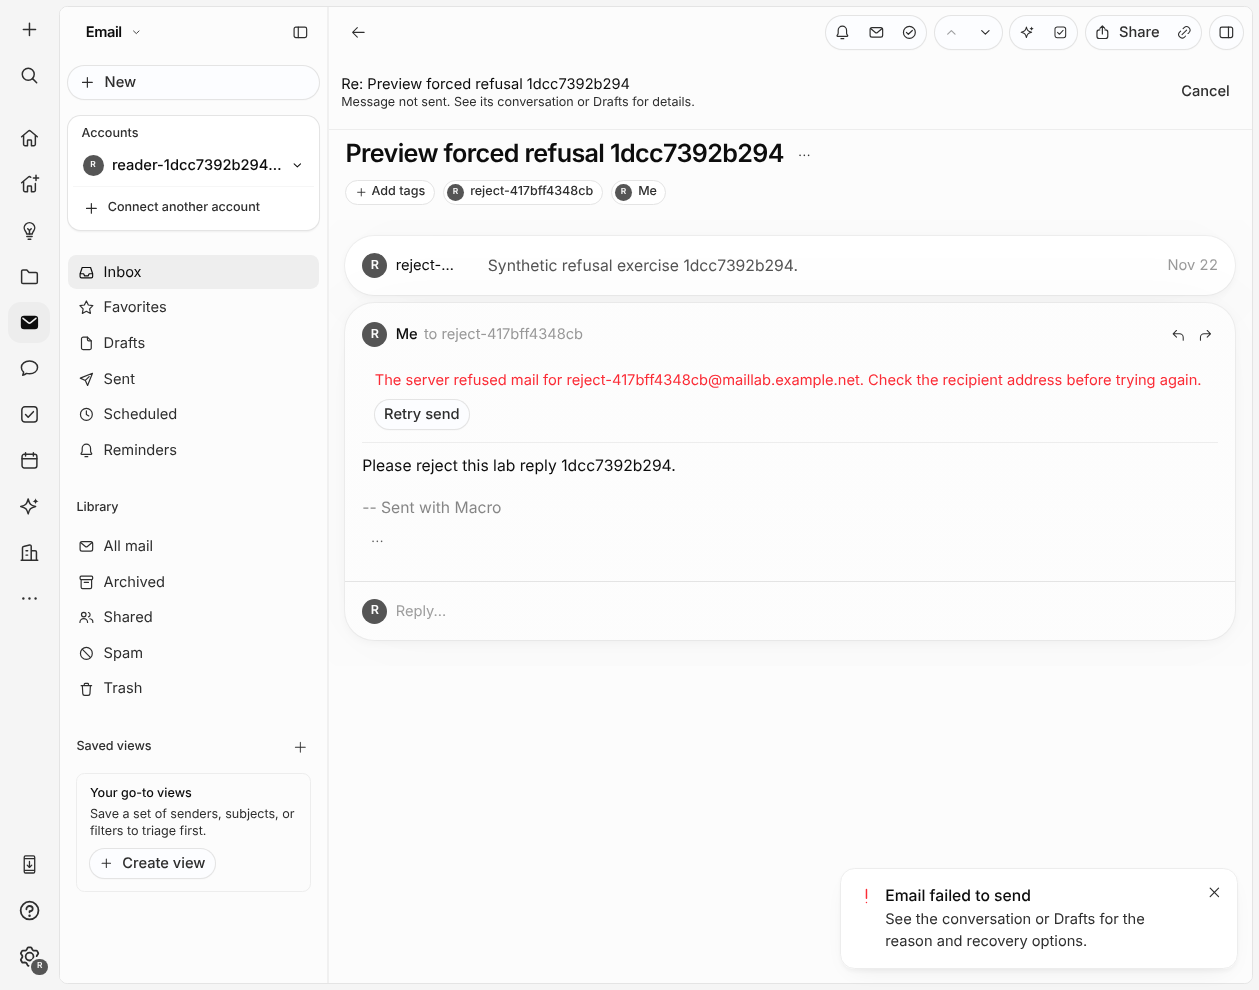 Email
New
Accounts
R reader-1dcc7392b294...
Connect another account
Inbox
Favorites
Drafts
Sent
Scheduled
Reminders
Library
All mail
Archived
Shared
Spam
Trash
Saved views
Your go-to views
Save a set of senders, subjects, or
filters to triage first.
Create view
R
Share
Re: Preview forced refusal 1dcc7392b294
Message not sent. See its conversation or Drafts for details.
Cancel
Preview forced refusal 1dcc7392b294 ...
Add tags R reject-417bff4348cb R Me
R reject-... Synthetic refusal exercise 1dcc7392b294. Nov 22
R Me to reject-417bff4348cb
The server refused mail for reject-417bff4348cb@maillab.example.net. Check the recipient address before trying again.
Retry send
Please reject this lab reply 1dcc7392b294.
-- Sent with Macro
...
R Reply...
! Email failed to send
See the conversation or Drafts for the
reason and recovery options.